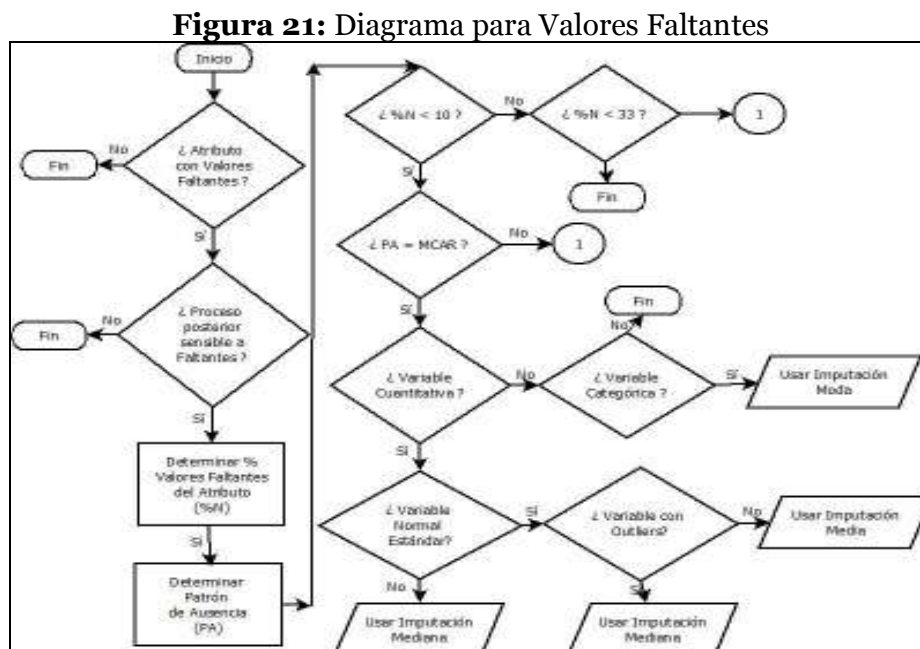 Figura 21: Diagrama para Valores Faltantes
Inicio
¿ Atributo
con Valores
Faltantes ?
No
Fin
Sí
¿ Proceso
posterior
sensible a
Faltantes ?
No
Fin
Sí
Determinar %
Valores Faltantes
del Atributo
(%N)
Sí
Determinar
Patrón
de Ausencia
(PA)
¿ %N < 10 ?
No
¿ %N < 33 ?
1
Fin
Sí
¿ PA = MCAR ?
No
1
Sí
¿ Variable
Cuantitativa ?
No
¿ Variable
Categórica ?
No
Fin
Sí
Usar Imputación
Moda
Sí
¿ Variable
Normal
Estándar?
Sí
¿ Variable con
Outliers?
No
Usar Imputación
Media
No
Usar Imputación
Mediana
Sí
Usar Imputación
Mediana